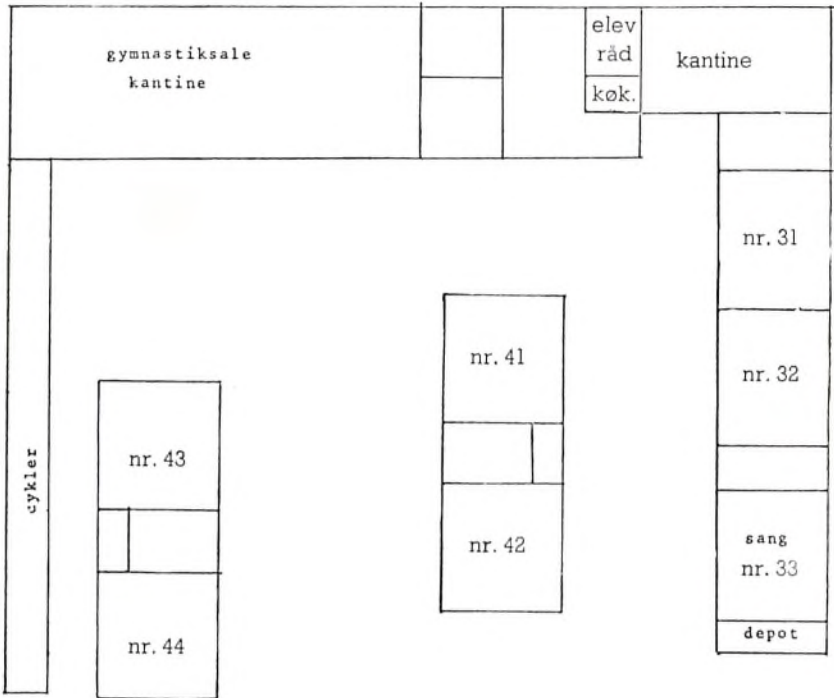 gymnastiksale
kantine
elev
råd
køk.
kantine
nr. 31
nr. 32
sang
nr. 33
depot
nr. 41
nr. 42
nr. 43
nr. 44
cykler